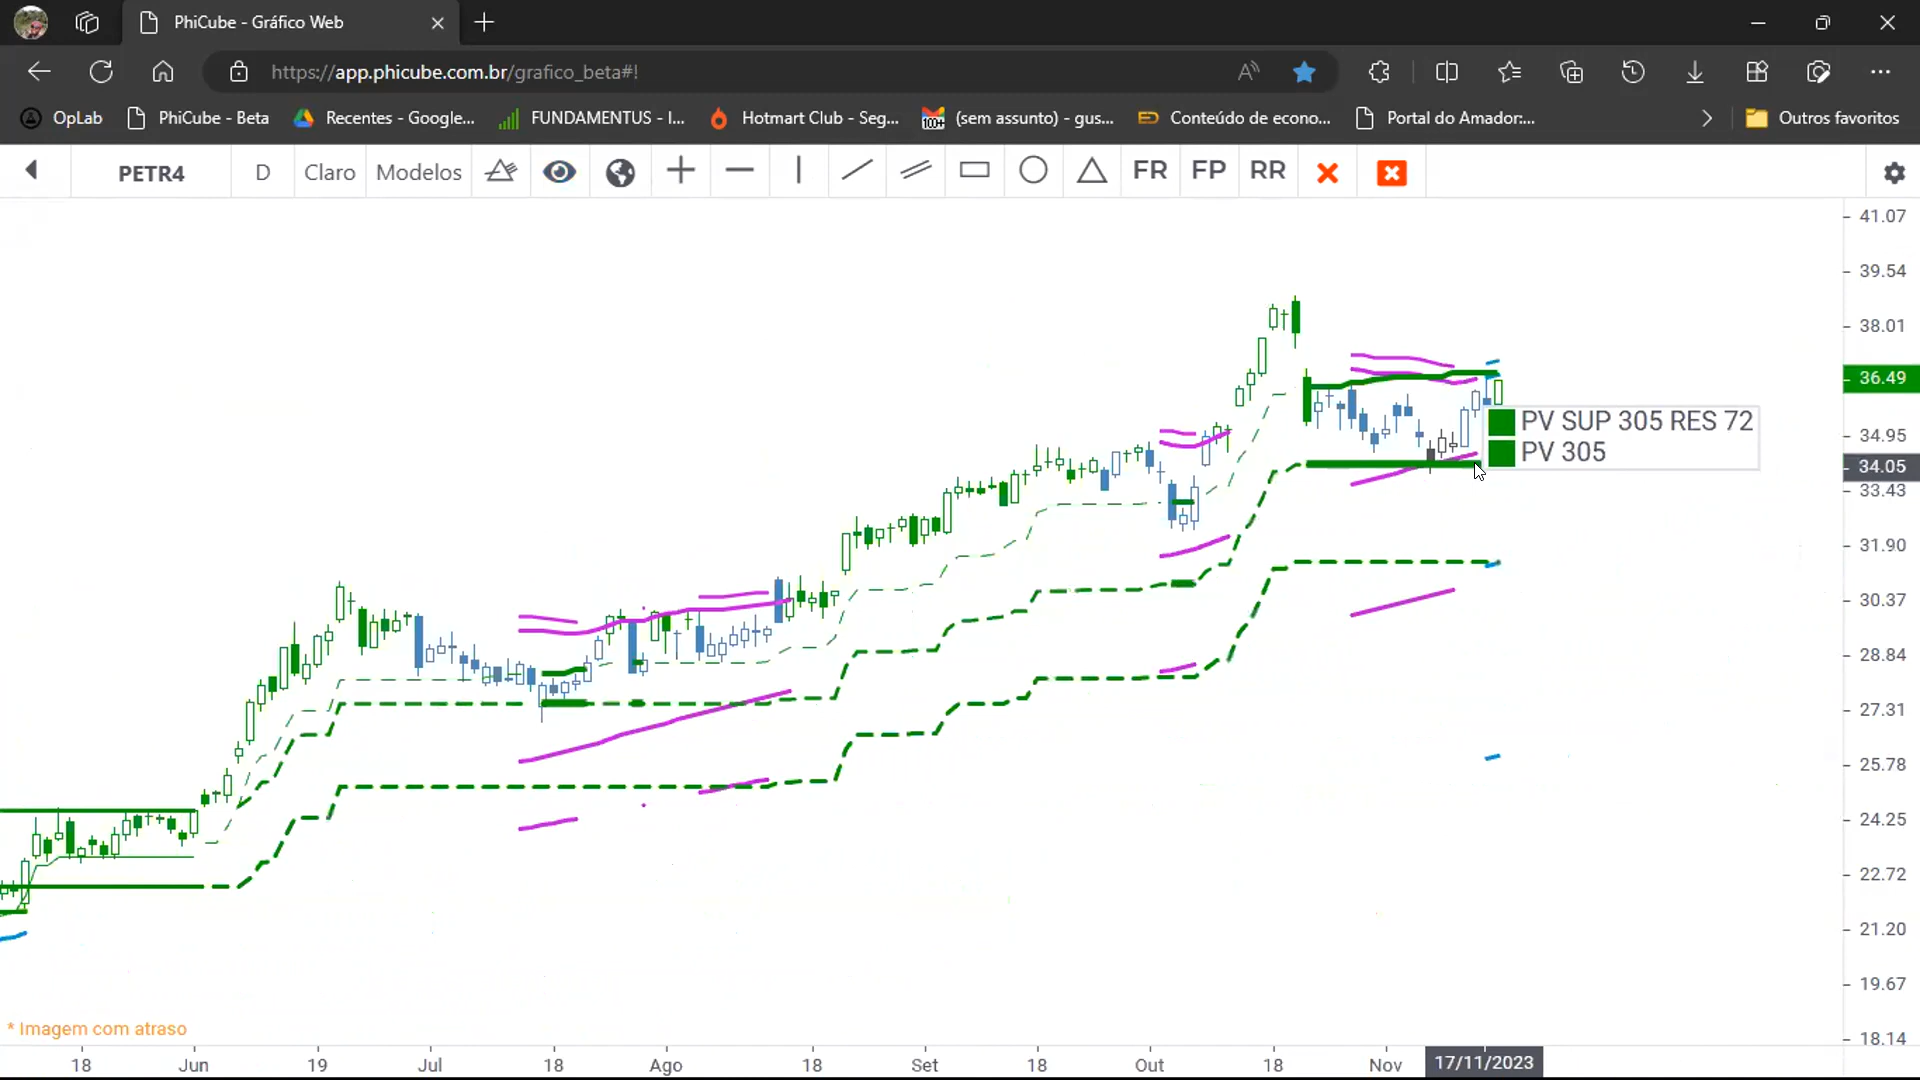 PhiCube - Gráfico Web
https://app.phicube.com.br/grafico_beta#!
OpLab
PhiCube - Beta
Recentes - Google...
FUNDAMENTUS - I...
Hotmart Club - Seg...
100+
(sem assunto) - gus...
Conteúdo de econo...
Portal do Amador:...
Outros favoritos
PETR4
D
Claro
Modelos
FR
FP
RR
41.07
39.54
38.01
36.49
34.95
34.05
33.43
31.90
30.37
28.84
27.31
25.78
24.25
22.72
21.20
19.67
18.14
PV SUP 305 RES 72
PV 305
* Imagem com atraso
18 Jun 19 Jul 18 Ago 18 Set 18 Out 18 Nov 17/11/2023